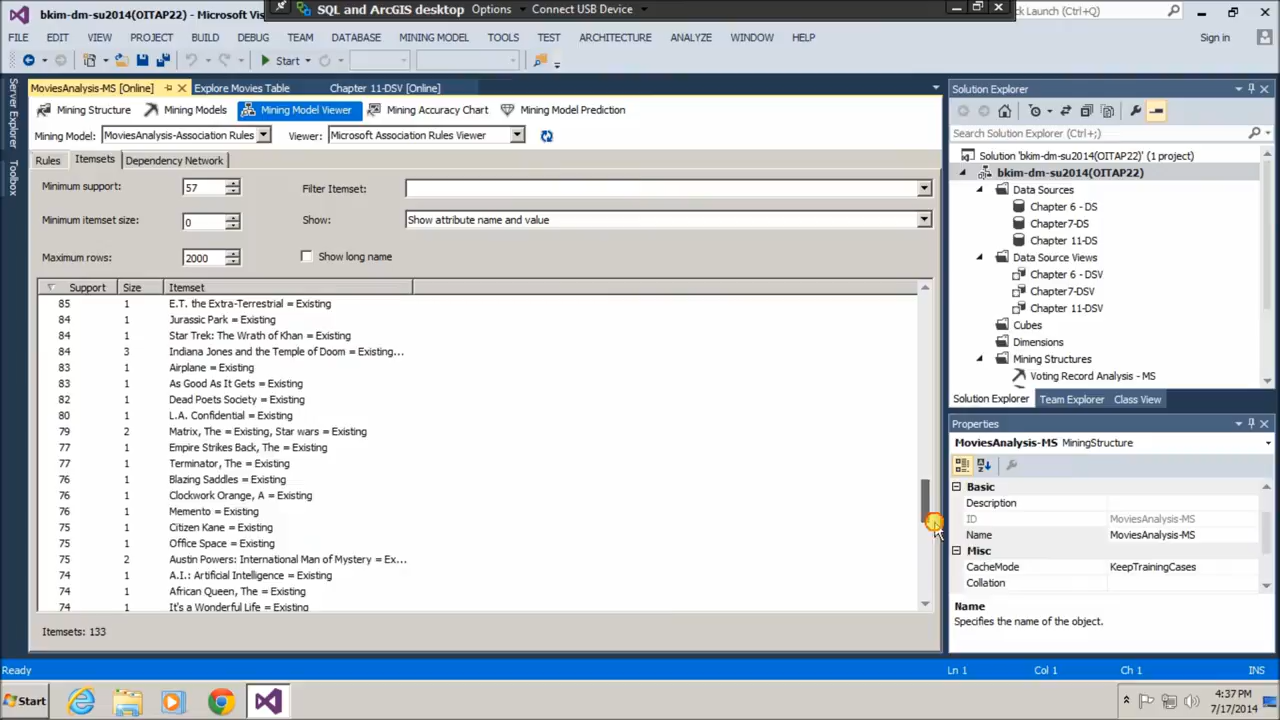 bkim-dm-su2014(OITAP22) - Microsoft Vis
SQL and ArcGIS desktop Options Connect USB Device
Launch (Ctrl+Q)
FILE EDIT VIEW PROJECT BUILD DEBUG TEAM DATABASE MINING MODEL TOOLS TEST ARCHITECTURE ANALYZE WINDOW HELP
Sign in
Start
Server Explorer
Toolbox
MoviesAnalysis-MS [Online] Explore Movies Table Chapter 11-DSV [Online]
Mining Structure Mining Models Mining Model Viewer Mining Accuracy Chart Mining Model Prediction
Mining Model: MoviesAnalysis-Association Rules Viewer: Microsoft Association Rules Viewer
Rules Itemsets Dependency Network
Minimum support: 57 Filter Itemset:
Minimum itemset size: 0 Show: Show attribute name and value
Maximum rows: 2000 Show long name
Support Size Itemset
85 1 E.T. the Extra-Terrestrial = Existing
84 1 Jurassic Park = Existing
84 1 Star Trek: The Wrath of Khan = Existing
84 3 Indiana Jones and the Temple of Doom = Existing...
83 1 Airplane = Existing
83 1 As Good As It Gets = Existing
82 1 Dead Poets Society = Existing
80 1 L.A. Confidential = Existing
79 2 Matrix, The = Existing, Star wars = Existing
77 1 Empire Strikes Back, The = Existing
77 1 Terminator, The = Existing
76 1 Blazing Saddles = Existing
76 1 Clockwork Orange, A = Existing
76 1 Memento = Existing
75 1 Citizen Kane = Existing
75 1 Office Space = Existing
75 2 Austin Powers: International Man of Mystery = Ex...
74 1 A.I.: Artificial Intelligence = Existing
74 1 African Queen, The = Existing
74 1 It's a Wonderful Life = Existing
Itemsets: 133
Solution Explorer
Search Solution Explorer (Ctrl+;)
Solution 'bkim-dm-su2014(OITAP22)' (1 project)
bkim-dm-su2014(OITAP22)
Data Sources
Chapter 6 - DS
Chapter7-DS
Chapter 11-DS
Data Source Views
Chapter 6 - DSV
Chapter7-DSV
Chapter 11-DSV
Cubes
Dimensions
Mining Structures
Voting Record Analysis - MS
Solution Explorer Team Explorer Class View
Properties
MoviesAnalysis-MS MiningStructure
Basic
Description
ID MoviesAnalysis-MS
Name MoviesAnalysis-MS
Misc
CacheMode KeepTrainingCases
Collation
Name
Specifies the name of the object.
Ready Ln 1 Col 1 Ch 1 INS
Start 4:37 PM
7/17/2014